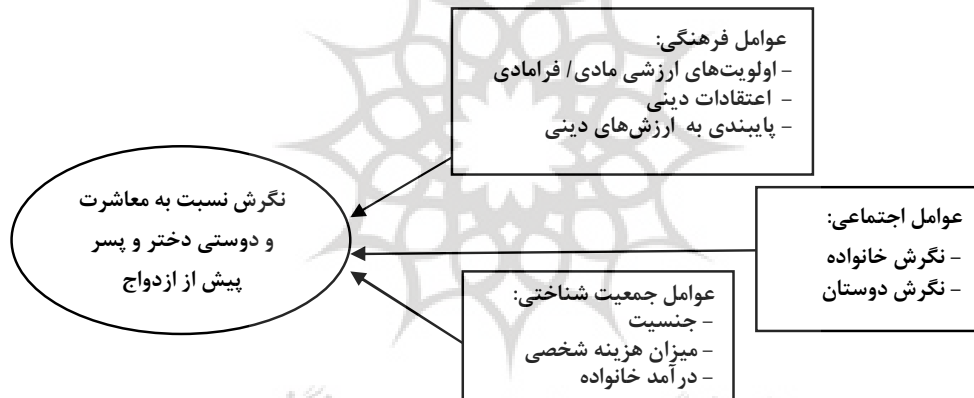 عوامل فرهنگی:
- اولویت‌های ارزشی مادی/ فرامادی
- اعتقادات دینی
- پایبندی به ارزش‌های دینی
نگرش نسبت به معاشرت
و دوستی دختر و پسر
پیش از ازدواج
عوامل اجتماعی:
- نگرش خانواده
- نگرش دوستان
عوامل جمعیت شناختی:
- جنسیت
- میزان هزینه شخصی
- درآمد خانواده